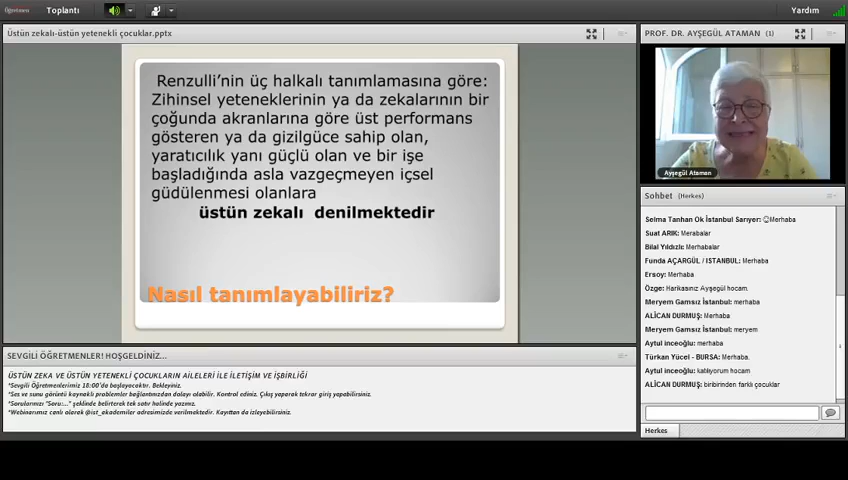 Öğretmenı
Toplantı
Yardım
Üstün zekalı-üstün yetenekli çocuklar.pptx
Renzulli’nin üç halkalı tanımlamasına göre:
Zihinsel yeteneklerinin ya da zekalarının bir
çoğunda akranlarına göre üst performans
gösteren ya da gizilgüce sahip olan,
yaratıcılık yanı güçlü olan ve bir işe
başladığında asla vazgeçmeyen içsel
güdülenmesi olanlara
üstün zekalı denilmektedir
Nasıl tanımlayabiliriz?
PROF. DR. AYŞEGÜL ATAMAN (1)
Ayşegül Ataman
Sohbet (Herkes)
Selma Tanhan Ok İstanbul Sarıyer: Merhaba
Suat ARIK: Merabalar
Bilal Yıldızlı: Merhabalar
Funda AÇARGÜL / ISTANBUL: Merhaba
Ersoy: Merhaba
Özge: Harikasınız Ayşegül hocam.
Meryem Gamsız İstanbul: merhaba
ALİCAN DURMUŞ: Merhaba
Meryem Gamsız İstanbul: meryem
Aytul inceoğlu: merhaba
Türkan Yücel - BURSA: Merhaba.
Aytul inceoğlu: katılıyorum hocam
ALİCAN DURMUŞ: biribirinden farklı çocuklar
Herkes
SEVGİLİ ÖĞRETMENLER! HOŞGELDİNİZ...
ÜSTÜN ZEKA VE ÜSTÜN YETENEKLİ ÇOCUKLARIN AİLELERİ İLE İLETİŞİM VE İŞBİRLİĞİ
*Sevgili Öğretmenlerimiz 18:00'da başlayacaktır. Bekleyiniz.
*Ses ve sunu görüntü kaynaklı problemler bağlantınızdan dolayı olabilir. Kontrol ediniz. Çıkış yaparak tekrar giriş yapabilirsiniz.
*Sorularınızı "Soru:..." şeklinde belirterek tek satır halinde yazınız.
*Webinarımız canlı olarak @ist_akademiler adresimizde verilmektedir. Kayıttan da izleyebilirsiniz.